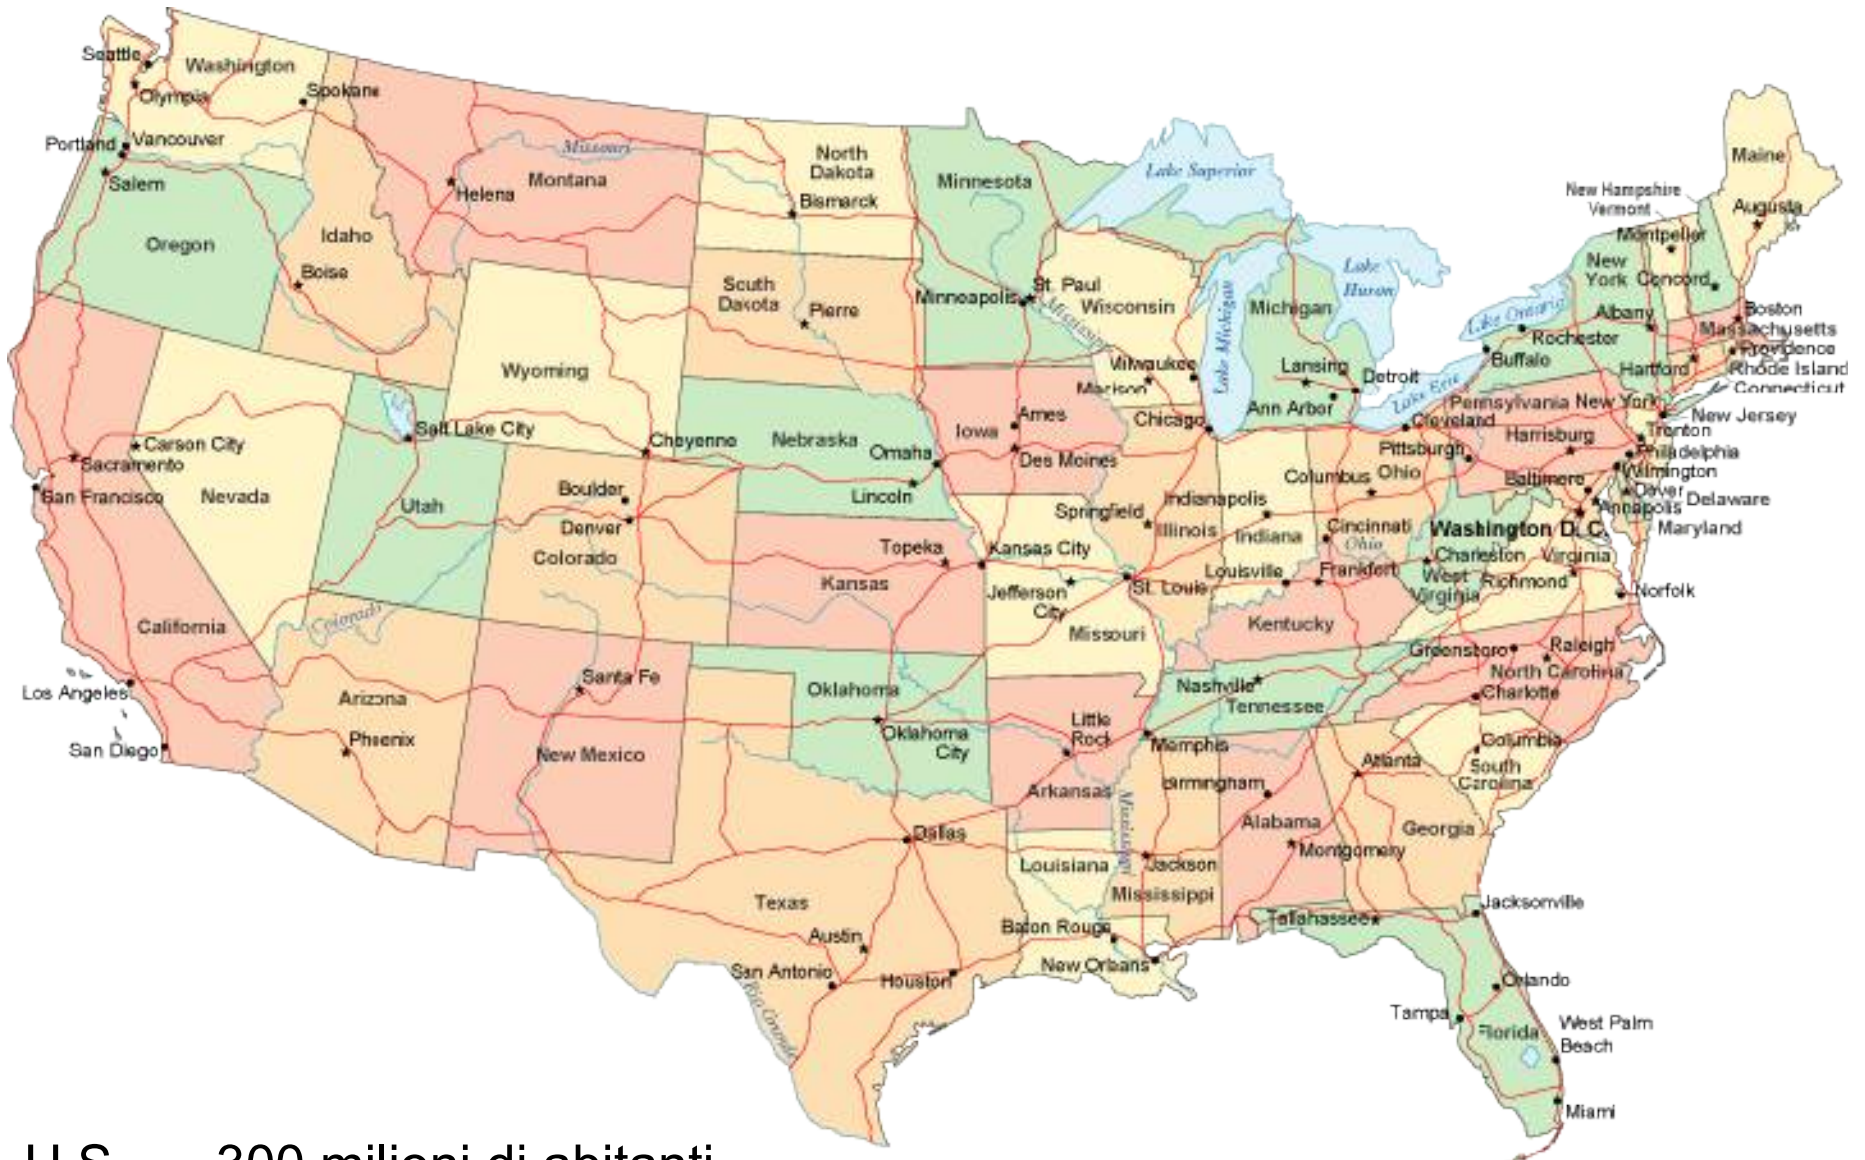 Seattle
Washington
Olympia
Spokane
Portland
Vancouver
Salem
Oregon
Idaho
Boise
Helena
Montana
Missouri
North
Dakota
Bismarck
South
Dakota
Pierre
Minnesota
Minneapolis
St. Paul
Mississippi
Wisconsin
Lake Superior
Lake Michigan
Lake
Huron
Michigan
Lansing
Detroit
Ann Arbor
Lake Ontario
Lake Erie
New Hampshire
Vermont
Maine
Augusta
Montpelier
New
York
Concord
Albany
Rochester
Buffalo
Boston
Massachusetts
Providence
Hartford
Rhode Island
Connecticut
Wyoming
Cheyenne
Salt Lake City
Utah
Carson City
Nevada
Sacramento
San Francisco
California
Los Angeles
San Diego
Nebraska
Omaha
Lincoln
Iowa
Ames
Des Moines
Milwaukee
Madison
Chicago
Springfield
Illinois
Indianapolis
Indiana
Columbus
Ohio
Cleveland
Pennsylvania
New York
New Jersey
Trenton
Harrisburg
Pittsburgh
Philadelphia
Wilmington
Baltimore
Dover
Delaware
Annapolis
Maryland
Washington D. C.
Cincinnati
Ohio
Charleston
Virginia
West
Virginia
Richmond
Norfolk
Louisville
Frankfort
Kentucky
Boulder
Denver
Colorado
Colorado
Topeka
Kansas
Kansas City
Jefferson
City
St. Louis
Missouri
Arizona
Phoenix
Santa Fe
New Mexico
Oklahoma
Oklahoma
City
Little
Rock
Arkansas
Nashville
Tennessee
Memphis
Greensboro
Raleigh
North Carolina
Charlotte
Columbia
South
Carolina
Atlanta
Georgia
Birmingham
Alabama
Montgomery
Mississippi
Jackson
Mississippi
Louisiana
Baton Rouge
New Orleans
Dallas
Texas
Austin
San Antonio
Houston
Rio Grande
Tallahassee
Jacksonville
Orlando
Tampa
Florida
West Palm
Beach
Miami
300 milioni di abitanti